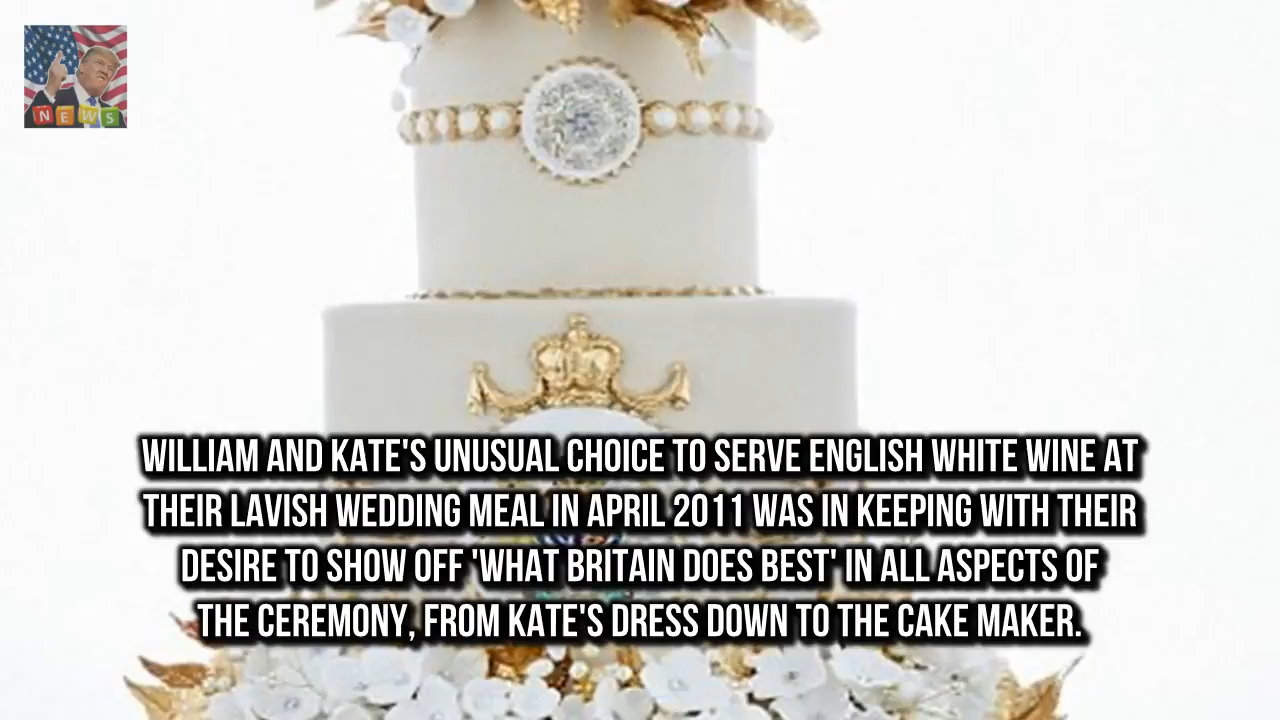 NEWS
WILLIAM AND KATE'S UNUSUAL CHOICE TO SERVE ENGLISH WHITE WINE AT
THEIR LAVISH WEDDING MEAL IN APRIL 2011 WAS IN KEEPING WITH THEIR
DESIRE TO SHOW OFF 'WHAT BRITAIN DOES BEST' IN ALL ASPECTS OF
THE CEREMONY, FROM KATE'S DRESS DOWN TO THE CAKE MAKER.